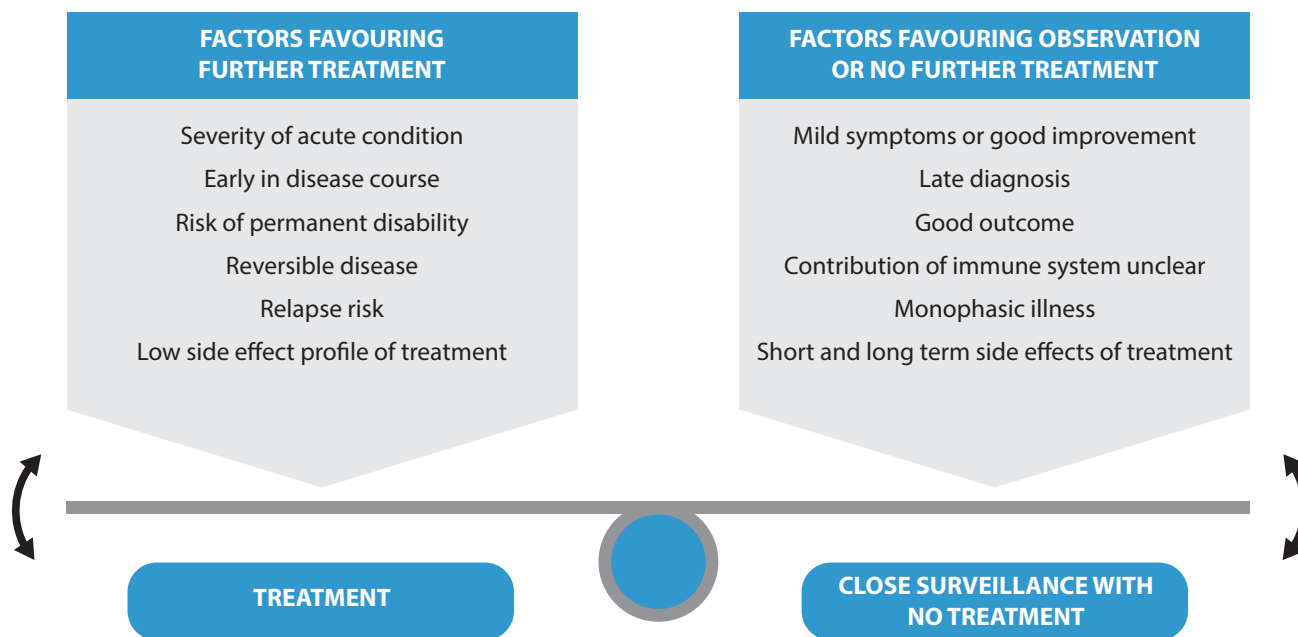 FACTORS FAVOURING
FURTHER TREATMENT
Severity of acute condition
Early in disease course
Risk of permanent disability
Reversible disease
Relapse risk
Low side effect profile of treatment
FACTORS FAVOURING OBSERVATION
OR NO FURTHER TREATMENT
Mild symptoms or good improvement
Late diagnosis
Good outcome
Contribution of immune system unclear
Monophasic illness
Short and long term side effects of treatment
TREATMENT
CLOSE SURVEILLANCE WITH
NO TREATMENT